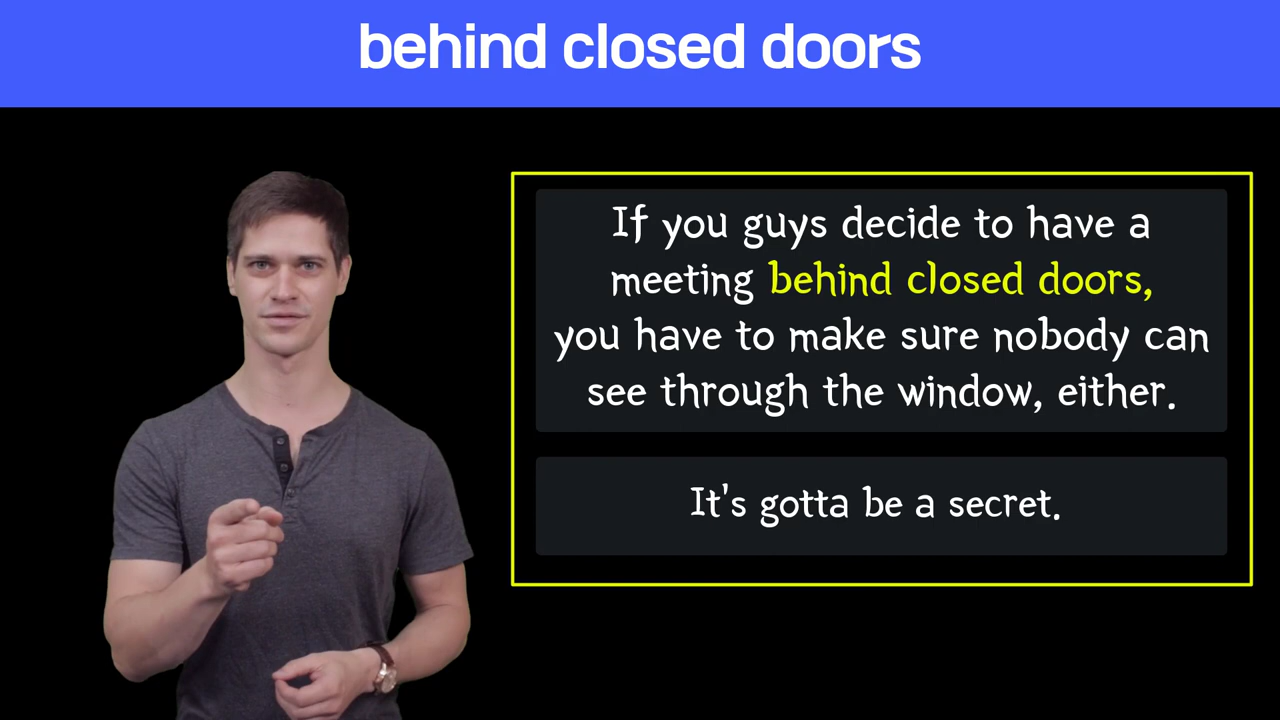 behind closed doors
If you guys decide to have a
meeting behind closed doors,
you have to make sure nobody can
see through the window, either.
It's gotta be a secret.